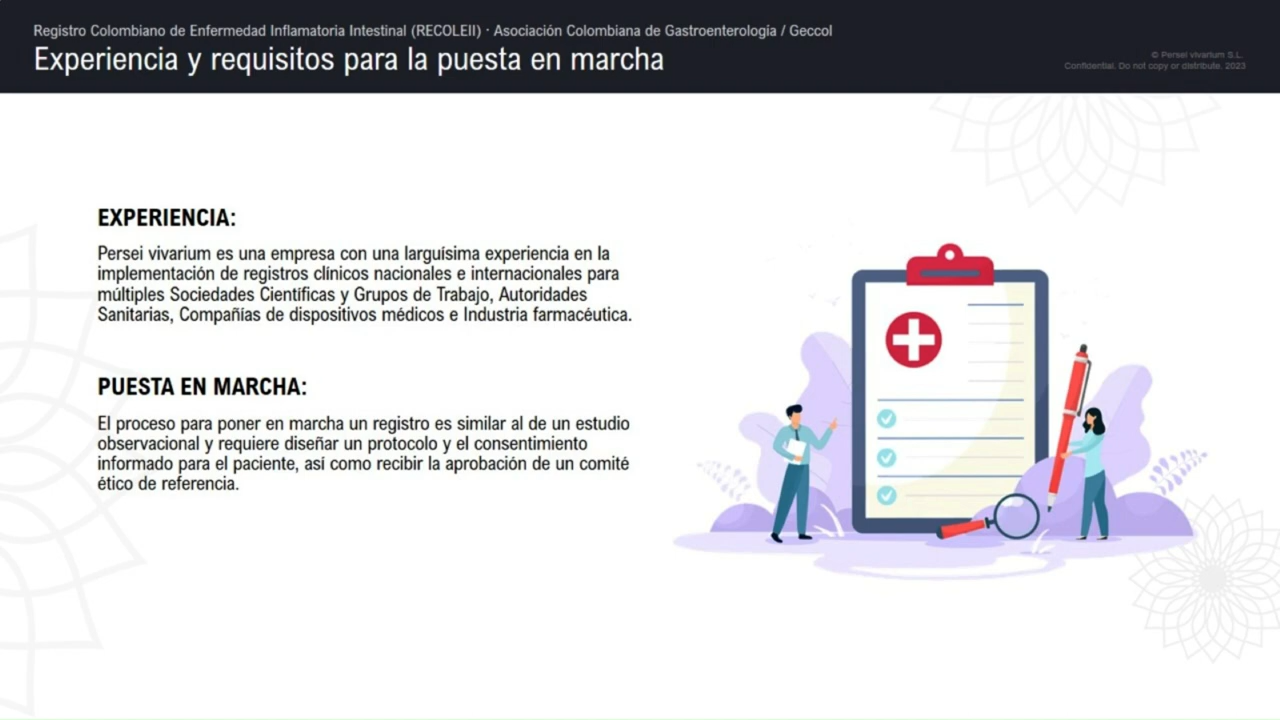 Registro Colombiano de Enfermedad Inflamatoria Intestinal (RECOLEII) · Asociación Colombiana de Gastroenterología / Geccol
Experiencia y requisitos para la puesta en marcha
© Persei vivarium S.L.
Confidential. Do not copy or distribute. 2023
EXPERIENCIA:
Persei vivarium es una empresa con una larguísima experiencia en la
implementación de registros clínicos nacionales e internacionales para
múltiples Sociedades Científicas y Grupos de Trabajo, Autoridades
Sanitarias, Compañías de dispositivos médicos e Industria farmacéutica.
PUESTA EN MARCHA:
El proceso para poner en marcha un registro es similar al de un estudio
observacional y requiere diseñar un protocolo y el consentimiento
informado para el paciente, así como recibir la aprobación de un comité
ético de referencia.